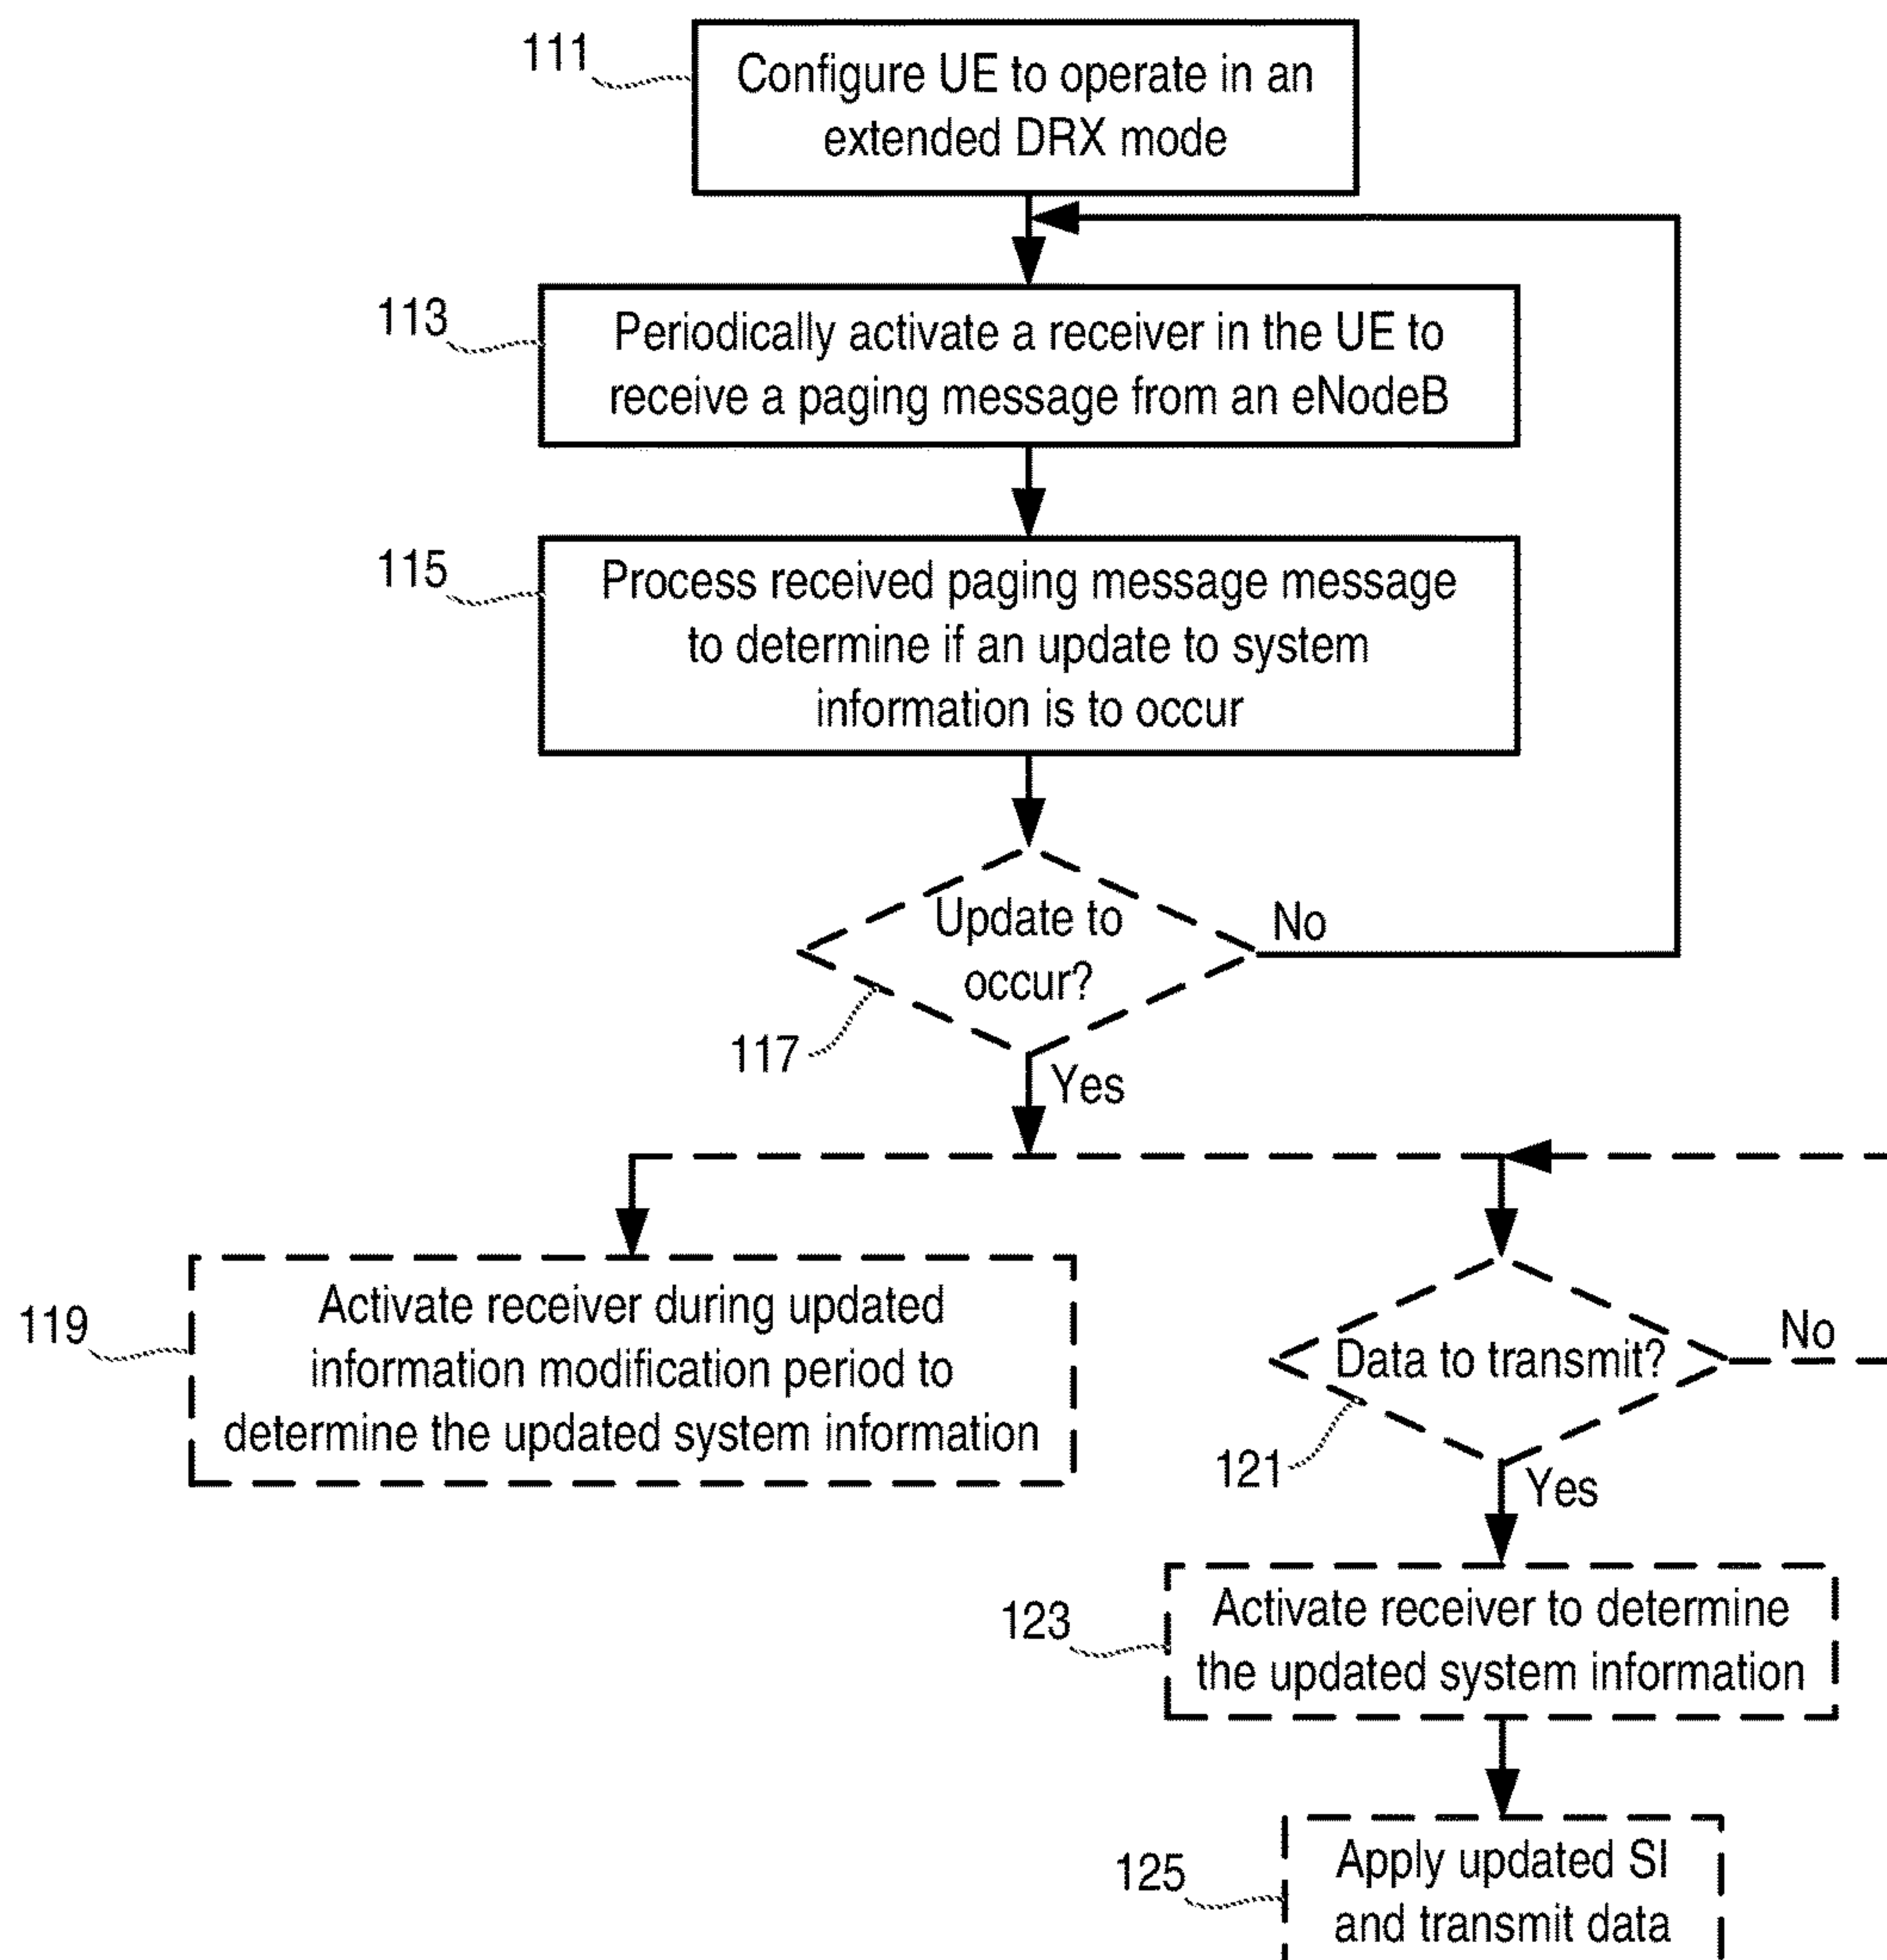 111
Configure UE to operate in an
extended DRX mode
113
Periodically activate a receiver in the UE to
receive a paging message from an eNodeB
115
Process received paging message message
to determine if an update to system
information is to occur
Update to
occur?
No
117
Yes
119
Activate receiver during updated
information modification period to
determine the updated system information
Data to transmit?
No
121
Yes
123
Activate receiver to determine
the updated system information
125
Apply updated SI
and transmit data